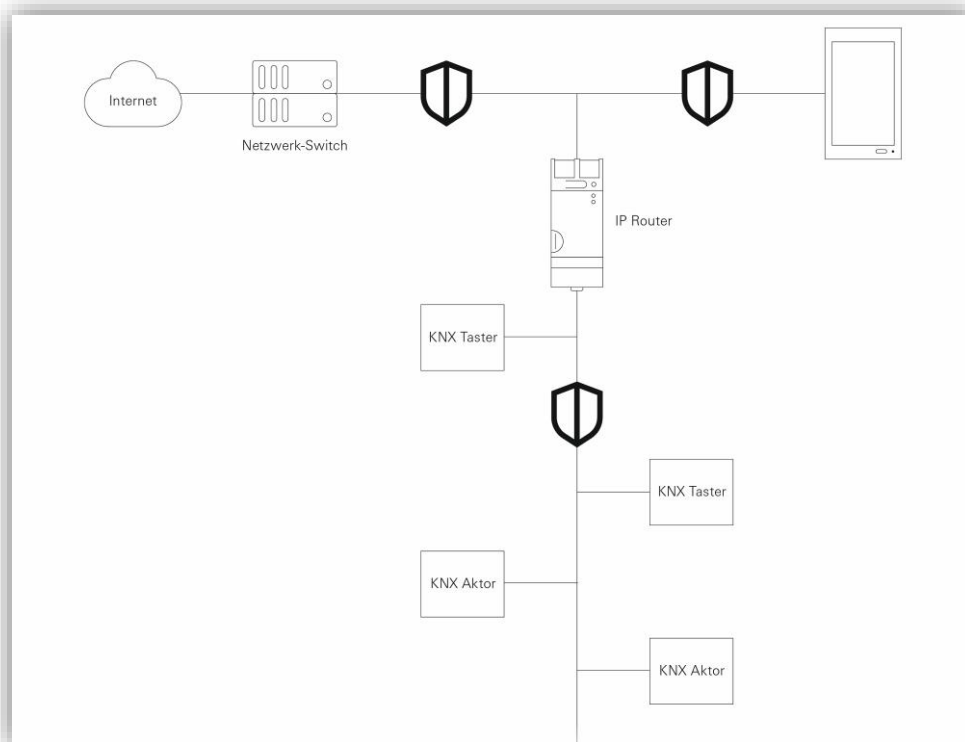 Internet
Netzwerk-Switch
IP Router
KNX Taster
KNX Taster
KNX Aktor
KNX Aktor